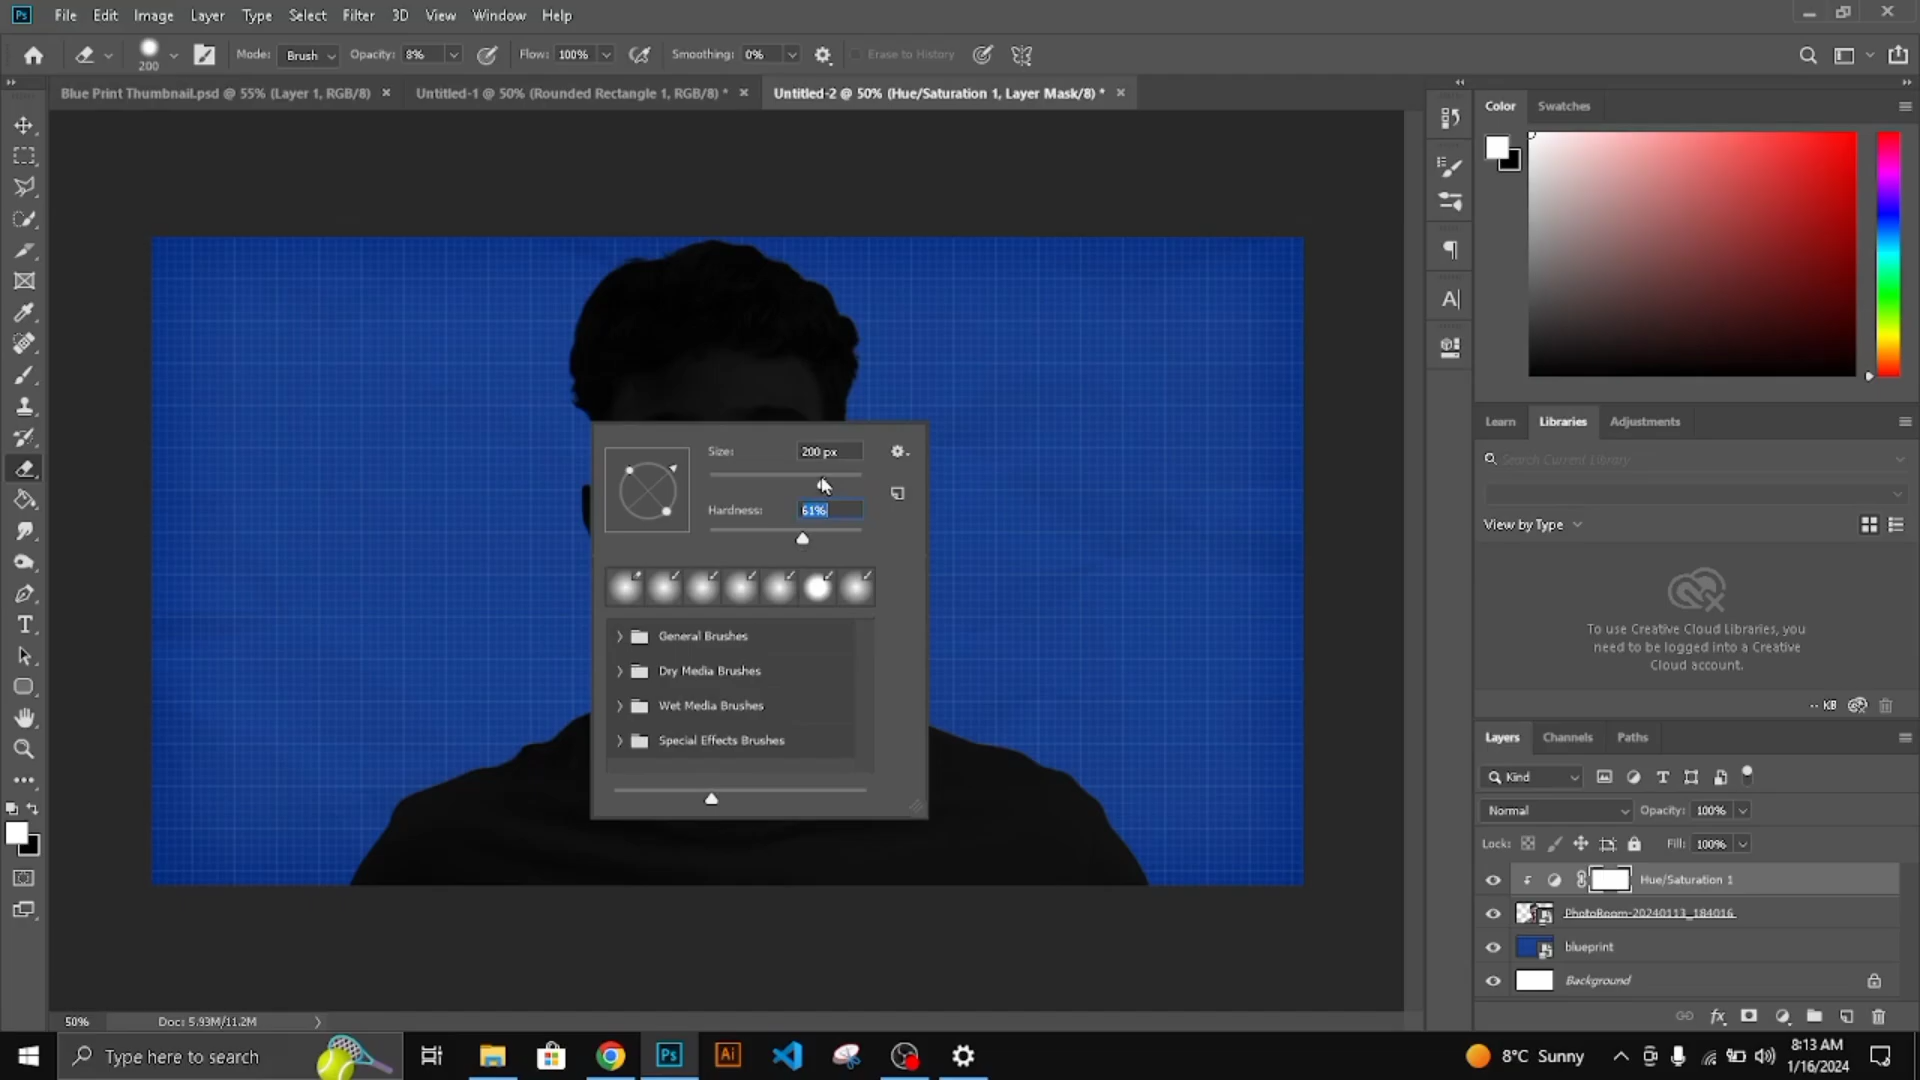 Ps File Edit Image Layer Type Select Filter 3D View Window Help
200 Mode: Brush Opacity: 8% Flow: 100% Smoothing: 0% Erase to History
Blue Print Thumbnail.psd @ 55% (Layer 1, RGB/8) × Untitled-1 @ 50% (Rounded Rectangle 1, RGB/8) * × Untitled-2 @ 50% (Hue/Saturation 1, Layer Mask/8) * ×
Color Swatches
Size: 200 px
Hardness: 61%
General Brushes
Dry Media Brushes
Wet Media Brushes
Special Effects Brushes
Learn Libraries Adjustments
Search Current Library
View by Type
To use Creative Cloud Libraries, you
need to be logged into a Creative
Cloud account.
-- KB
Layers Channels Paths
Kind
Normal Opacity: 100%
Lock: Fill: 100%
Hue/Saturation 1
PhotoRoom-20240113_184016
blueprint
Background
50% Doc: 5.93M/11.2M
Type here to search
Ps Ai
8°C Sunny
8:13 AM
1/16/2024